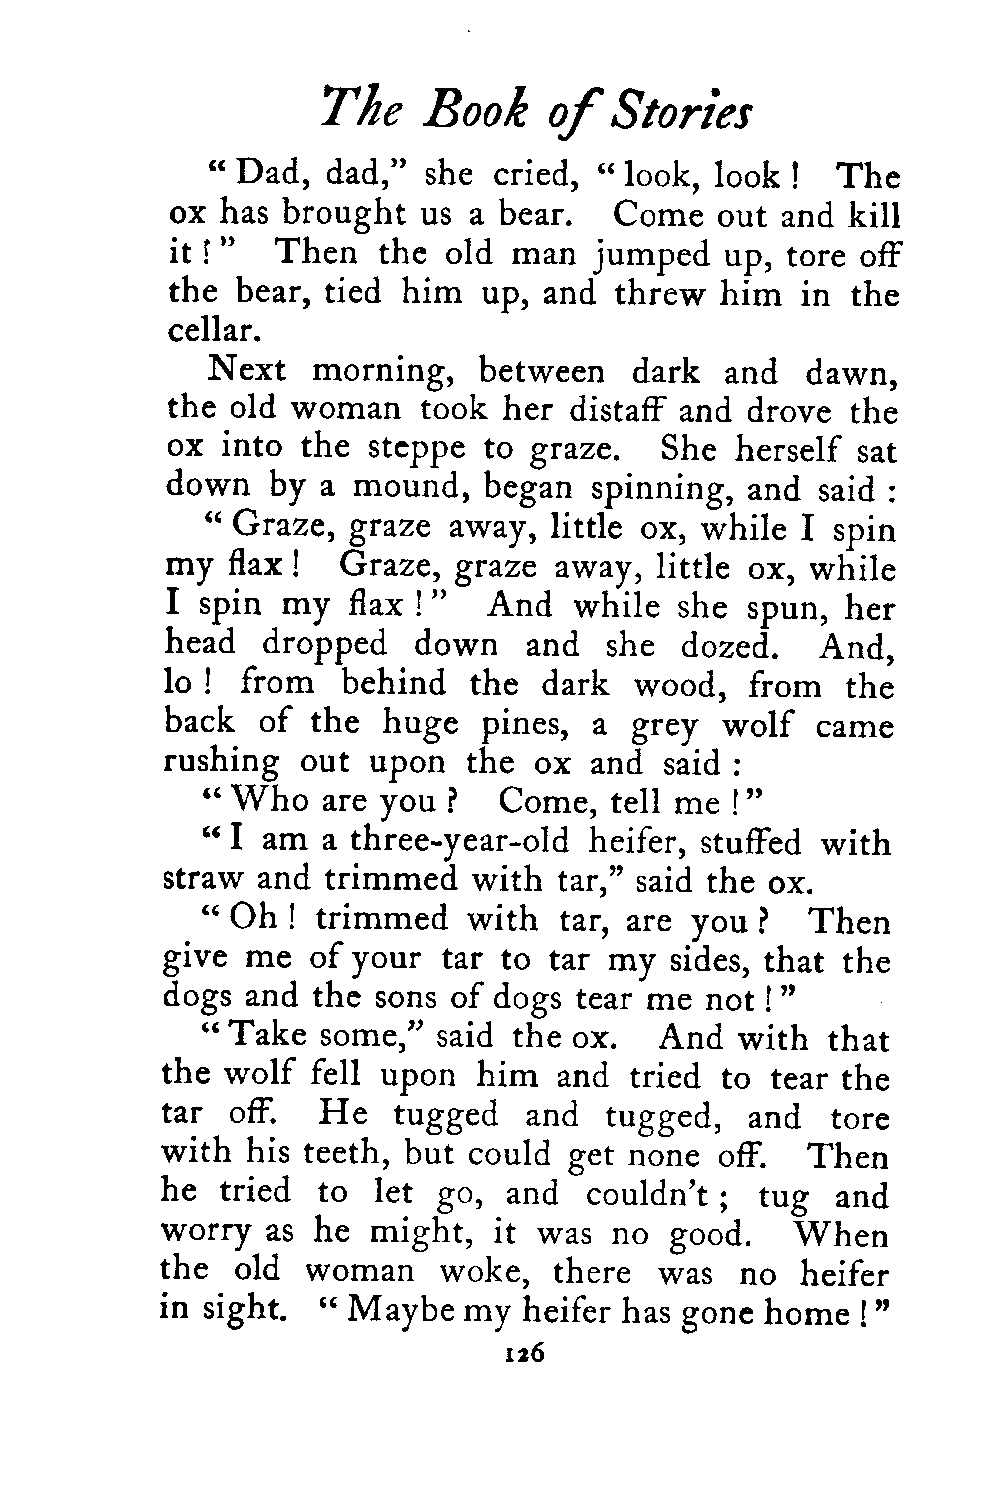 The Book of Stories
“ Dad, dad,” she cried, “ look, look ! The
ox has brought us a bear. Come out and kill
it ! ” Then the old man jumped up, tore off
the bear, tied him up, and threw him in the
cellar.
Next morning, between dark and dawn,
the old woman took her distaff and drove the
ox into the steppe to graze. She herself sat
down by a mound, began spinning, and said :
“ Graze, graze away, little ox, while I spin
my flax ! Graze, graze away, little ox, while
I spin my flax ! ” And while she spun, her
head dropped down and she dozed. And,
lo ! from behind the dark wood, from the
back of the huge pines, a grey wolf came
rushing out upon the ox and said :
“ Who are you ? Come, tell me ! ”
“ I am a three-year-old heifer, stuffed with
straw and trimmed with tar,” said the ox.
“ Oh ! trimmed with tar, are you ? Then
give me of your tar to tar my sides, that the
dogs and the sons of dogs tear me not ! ”
“ Take some,” said the ox. And with that
the wolf fell upon him and tried to tear the
tar off. He tugged and tugged, and tore
with his teeth, but could get none off. Then
he tried to let go, and couldn’t ; tug and
worry as he might, it was no good. When
the old woman woke, there was no heifer
in sight. “ Maybe my heifer has gone home ! ”
126